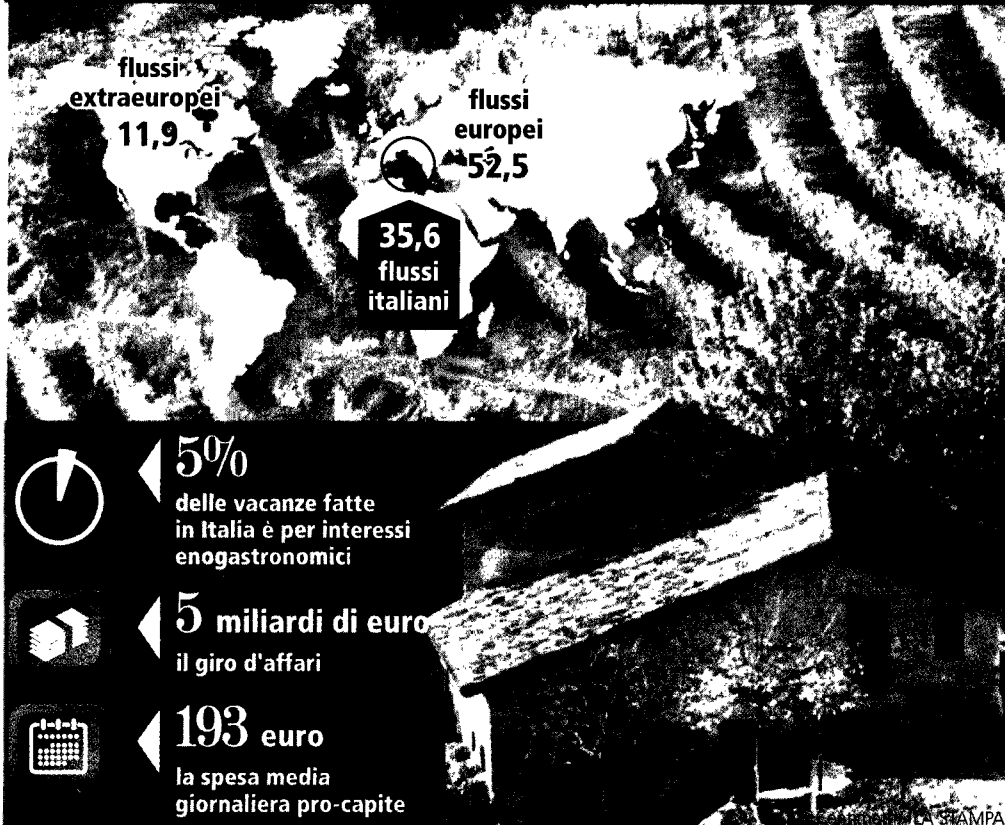 flussi
extraeuropei
11,9
flussi
europei
52,5
35,6
flussi
italiani
5%
delle vacanze fatte
in Italia è per interessi
enogastronomici
5 miliardi di euro
il giro d'affari
193 euro
la spesa media
giornaliera pro-capite
LA STAMPA